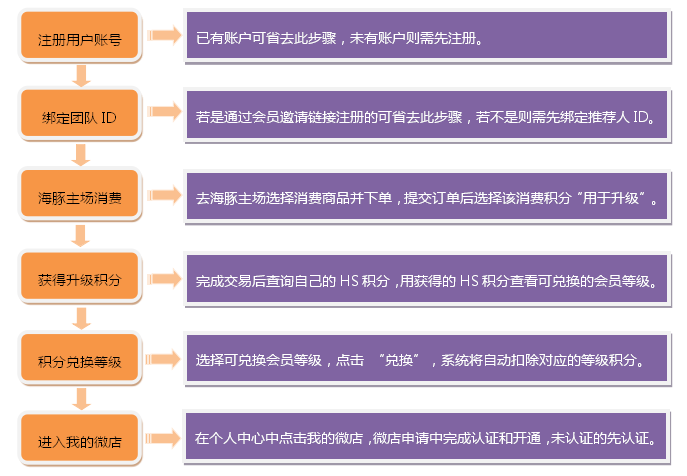 注册用户账号
已有账户可省去此步骤，未有账户则需先注册。
绑定团队 ID
若是通过会员邀请链接注册的可省去此步骤，若不是则需先绑定推荐人 ID。
海豚主场消费
去海豚主场选择消费商品并下单，提交订单后选择该消费积分“用于升级”。
获得升级积分
完成交易后查询自己的 HS 积分，用获得的 HS 积分查看可兑换的会员等级。
积分兑换等级
选择可兑换会员等级，点击 “兑换”，系统将自动扣除对应的等级积分。
进入我的微店
在个人中心中点击我的微店，微店申请中完成认证和开通，未认证的先认证。